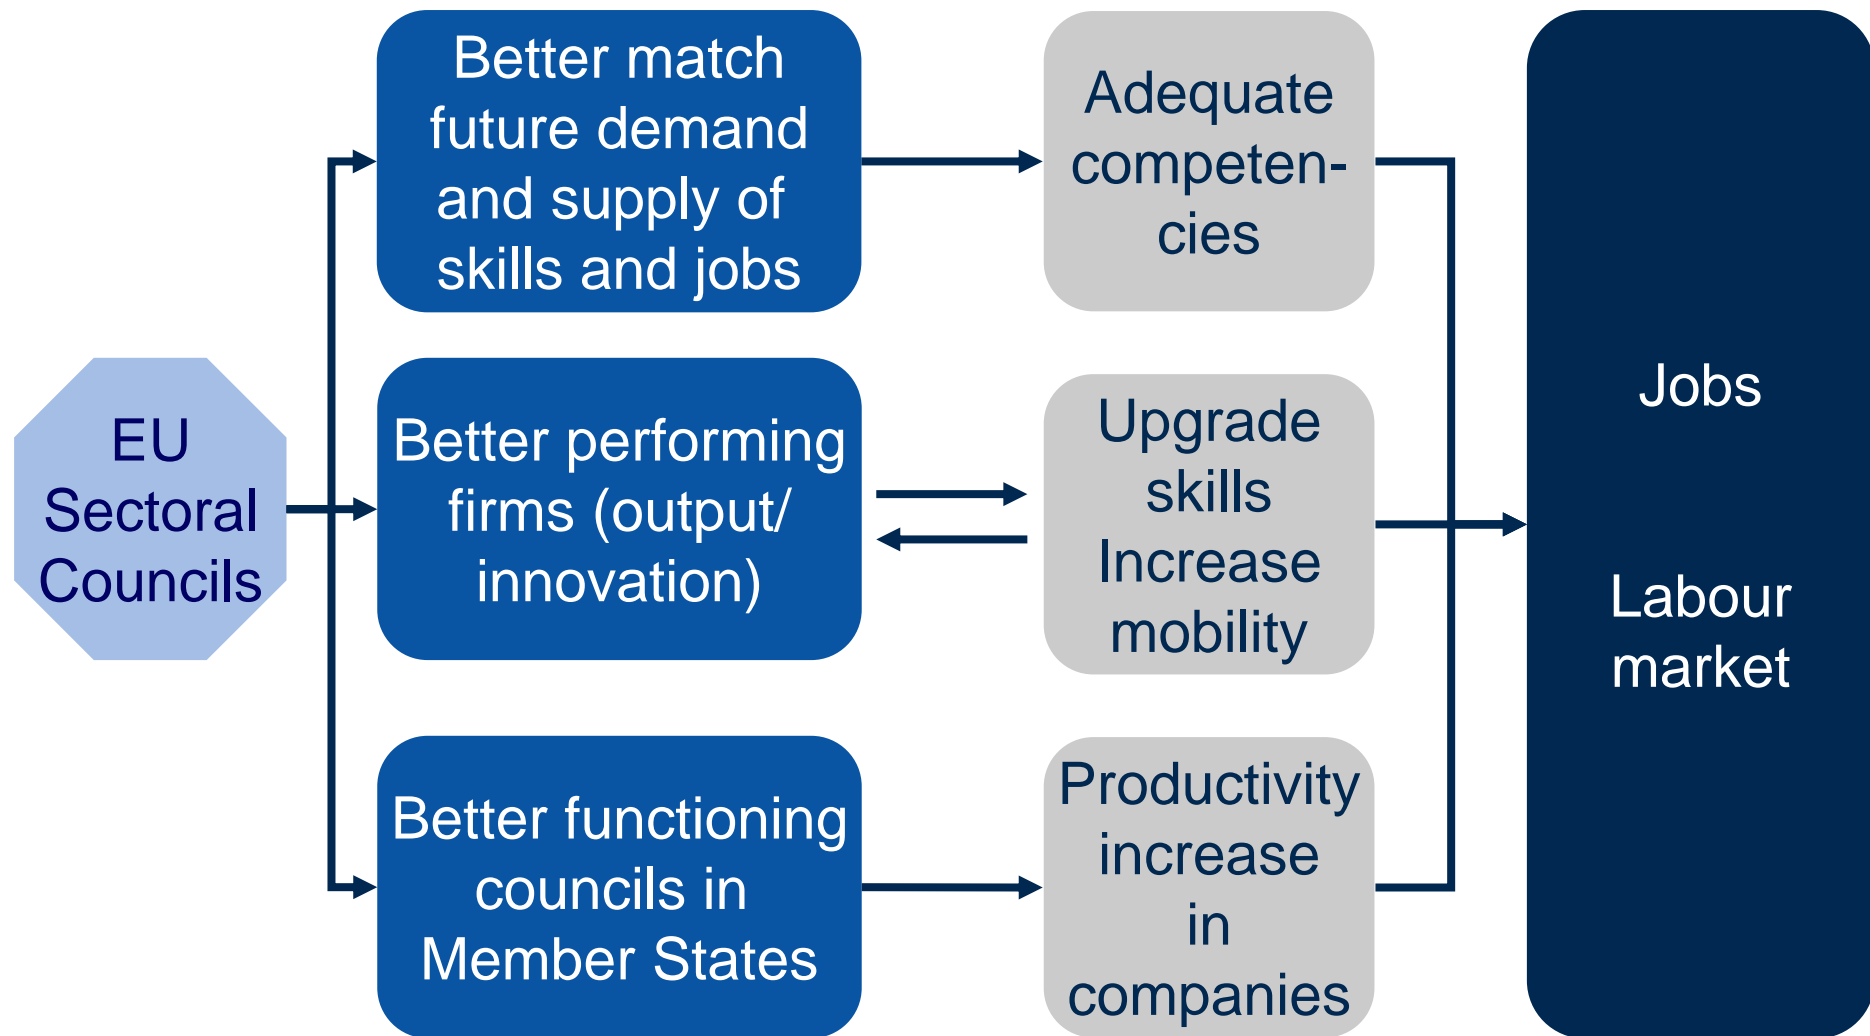 Better match
future demand
and supply of
skills and jobs
Adequate
competen-
cies
EU
Sectoral
Councils
Better performing
firms (output/
innovation)
Upgrade
skills
Increase
mobility
Jobs
Labour
market
Better functioning
councils in
Member States
Productivity
increase
in
companies